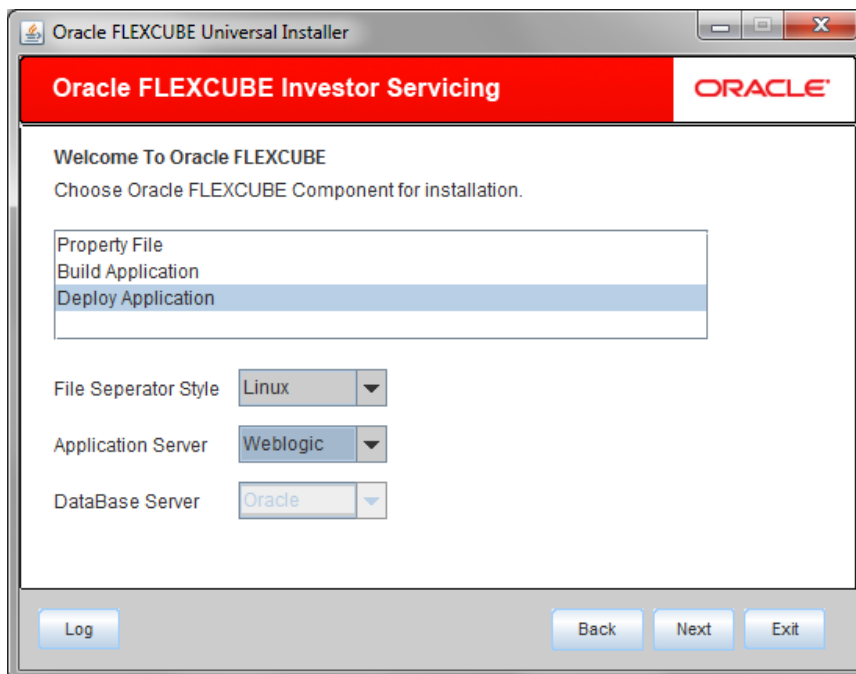 Oracle FLEXCUBE Universal Installer
Oracle FLEXCUBE Investor Servicing
ORACLE'
Welcome To Oracle FLEXCUBE
Choose Oracle FLEXCUBE Component for installation.
Property File
Build Application
Deploy Application
File Seperator Style Linux
Application Server Weblogic
DataBase Server Oracle
Log Back Next Exit